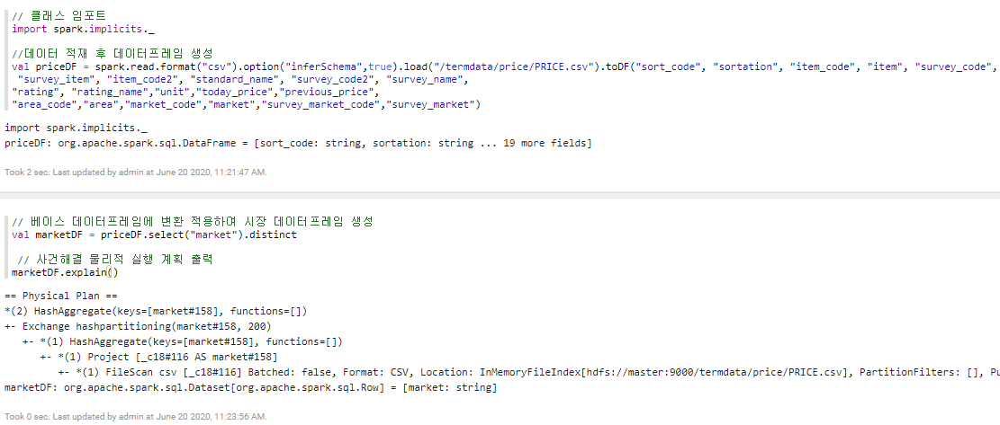 // 클래스 임포트
import spark.implicits._
//데이터 적재 후 데이터프레임 생성
val priceDF = spark.read.format("csv").option("inferSchema",true).load("/termdata/price/PRICE.csv").toDF("sort_code", "sortation", "item_code", "item", "survey_code",
"survey_item", "item_code2", "standard_name", "survey_code2", "survey_name",
"rating", "rating_name","unit","today_price","previous_price",
"area_code","area","market_code","market","survey_market_code","survey_market")
import spark.implicits._
priceDF: org.apache.spark.sql.DataFrame = [sort_code: string, sortation: string ... 19 more fields]
Took 2 sec. Last updated by admin at June 20 2020, 11:21:47 AM.
// 베이스 데이터프레임에 변환 적용하여 시장 데이터프레임 생성
val marketDF = priceDF.select("market").distinct
// 사건해결 물리적 실행 계획 출력
marketDF.explain()
== Physical Plan ==
*(2) HashAggregate(keys=[market#158], functions=[])
+- Exchange hashpartitioning(market#158, 200)
+- *(1) HashAggregate(keys=[market#158], functions=[])
+- *(1) Project [_c18#116 AS market#158]
+- *(1) FileScan csv [_c18#116] Batched: false, Format: CSV, Location: InMemoryFileIndex[hdfs://master:9000/termdata/price/PRICE.csv], PartitionFilters: [], Pu
marketDF: org.apache.spark.sql.Dataset[org.apache.spark.sql.Row] = [market: string]
Took 0 sec. Last updated by admin at June 20 2020, 11:23:56 AM.